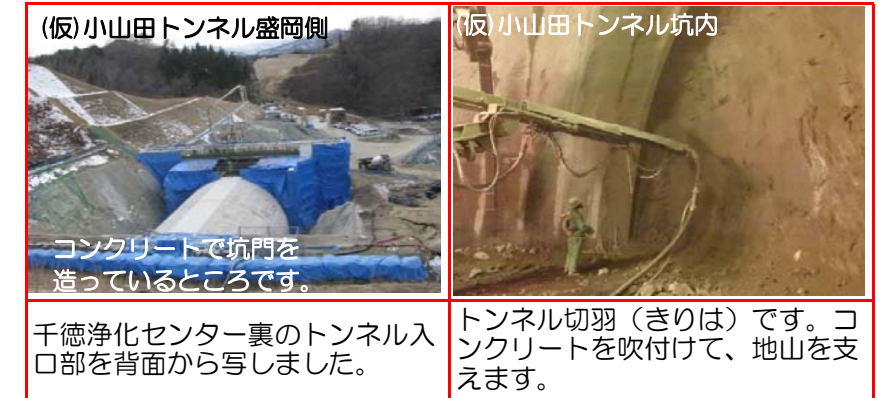 (仮)小山田トンネル盛岡側
コンクリートで坑門を
造っているところです。
千徳浄化センター裏のトンネル入
口部を背面から写しました。
(仮)小山田トンネル坑内
トンネル切羽（きりは）です。コ
ンクリートを吹付けて、地山を支
えます。